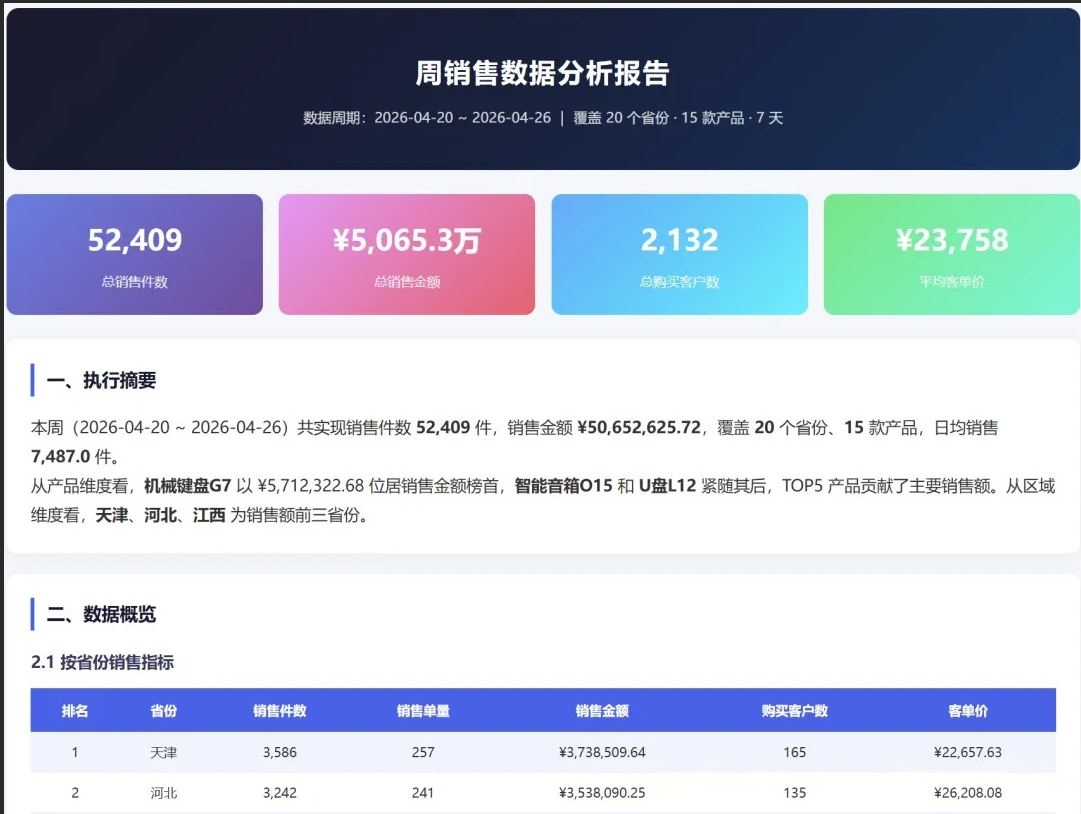 周销售数据分析报告
数据周期：2026-04-20 ~ 2026-04-26 | 覆盖 20 个省份 · 15 款产品 · 7 天
52,409
总销售件数
¥5,065.3万
总销售金额
2,132
总购买客户数
¥23,758
平均客单价
一、执行摘要
本周（2026-04-20 ~ 2026-04-26）共实现销售件数 52,409 件，销售金额 ¥50,652,625.72，覆盖 20 个省份、15 款产品，日均销售
7,487.0 件。
从产品维度看，机械键盘G7 以 ¥5,712,322.68 位居销售金额榜首，智能音箱O15 和 U盘L12 紧随其后，TOP5 产品贡献了主要销售额。从区域
维度看，天津、河北、江西 为销售额前三省份。
二、数据概览
2.1 按省份销售指标
排名 省份 销售件数 销售单量 销售金额 购买客户数 客单价
1 天津 3,586 257 ¥3,738,509.64 165 ¥22,657.63
2 河北 3,242 241 ¥3,538,090.25 135 ¥26,208.08